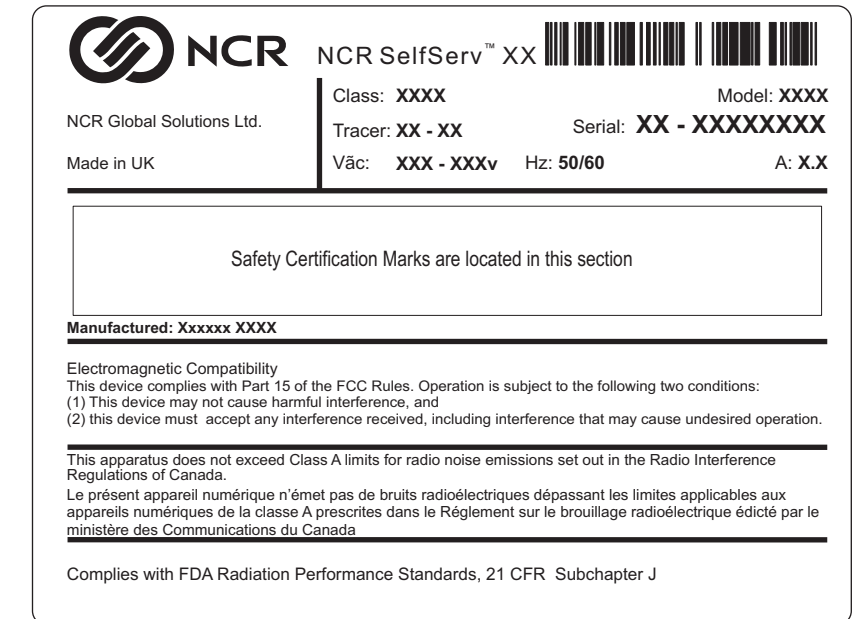 NCR NCR SelfServ™ XX
Class: XXXX Model: XXXX
NCR Global Solutions Ltd.
Tracer: XX - XX Serial: XX - XXXXXXXX
Made in UK
Văc: XXX - XXXv Hz: 50/60 A: X.X
Safety Certification Marks are located in this section
Manufactured: Xxxxxx XXXX
Electromagnetic Compatibility
This device complies with Part 15 of the FCC Rules. Operation is subject to the following two conditions:
(1) This device may not cause harmful interference, and
(2) this device must accept any interference received, including interference that may cause undesired operation.
This apparatus does not exceed Class A limits for radio noise emissions set out in the Radio Interference
Regulations of Canada.
Le présent appareil numérique n'émet pas de bruits radioélectriques dépassant les limites applicables aux
appareils numériques de la classe A prescrites dans le Réglement sur le brouillage radioélectrique édicté par le
ministère des Communications du Canada
Complies with FDA Radiation Performance Standards, 21 CFR Subchapter J